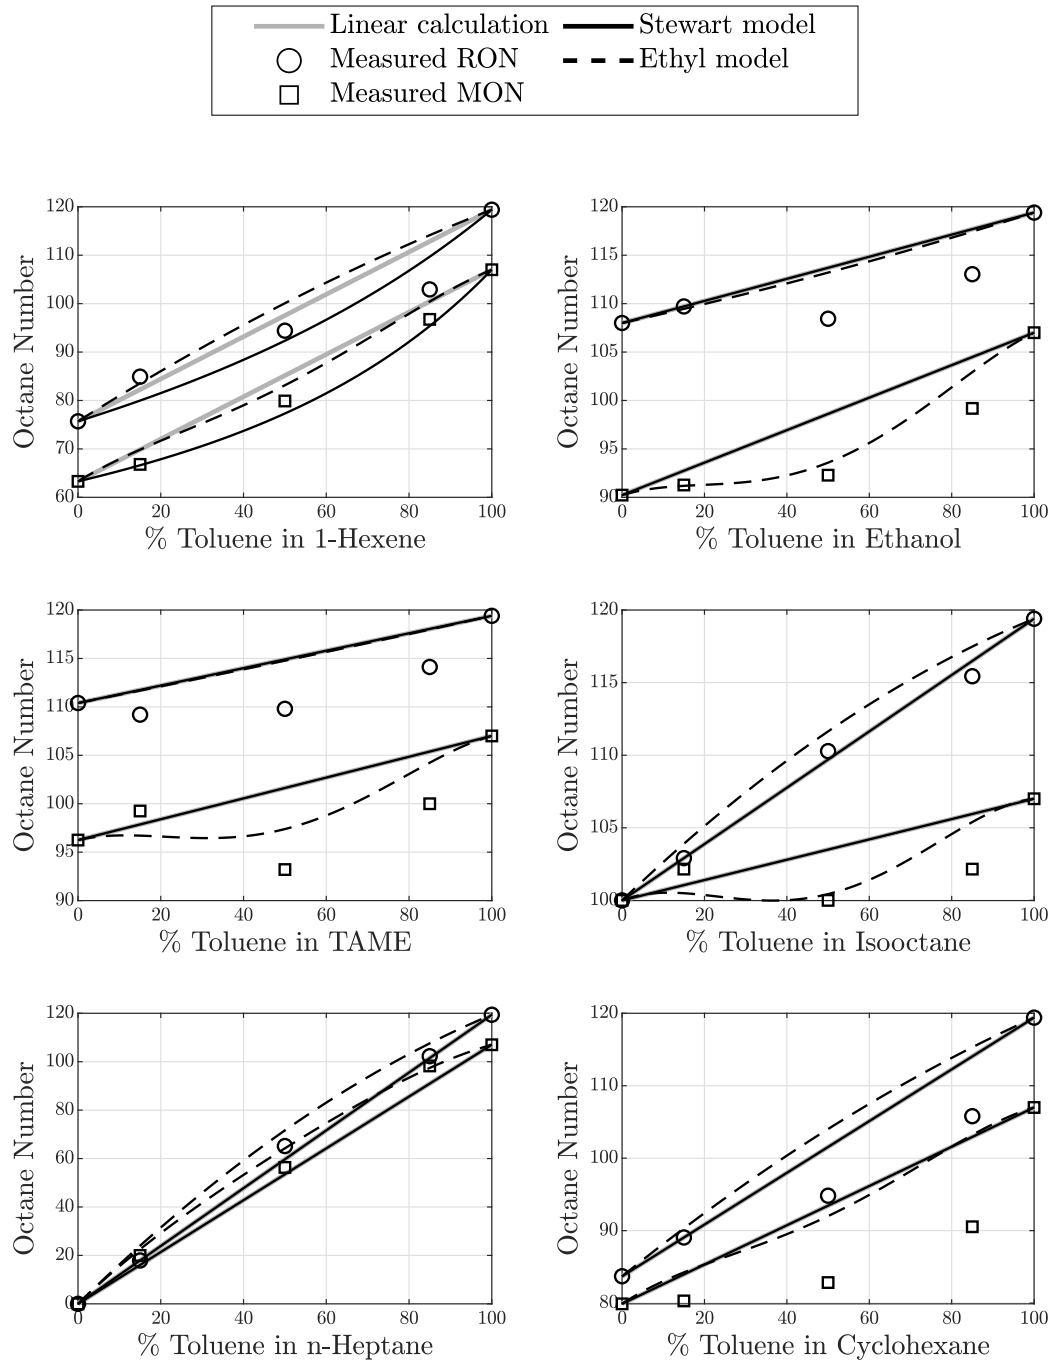 Linear calculation Stewart model
Measured RON Ethyl model
Measured MON
120
110
100
90
80
70
60
0 20 40 60 80 100
Octane Number
% Toluene in 1-Hexene
120
115
110
105
100
95
90
0 20 40 60 80 100
Octane Number
% Toluene in Ethanol
120
115
110
105
100
95
90
0 20 40 60 80 100
Octane Number
% Toluene in TAME
120
115
110
105
100
0 20 40 60 80 100
Octane Number
% Toluene in Isooctane
120
100
80
60
40
20
0
0 20 40 60 80 100
Octane Number
% Toluene in n-Heptane
120
110
100
90
80
0 20 40 60 80 100
Octane Number
% Toluene in Cyclohexane